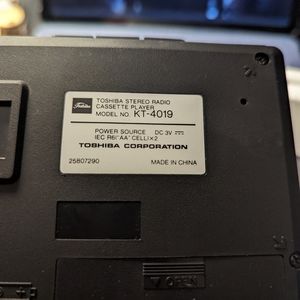 Toshiba
TOSHIBA STEREO RADIO
CASSETTE PLAYER
MODEL NO. KT-4019
POWER SOURCE DC 3V
IEC R6("AA" CELL)×2
TOSHIBA CORPORATION
25807290 MADE IN CHINA
OPEN